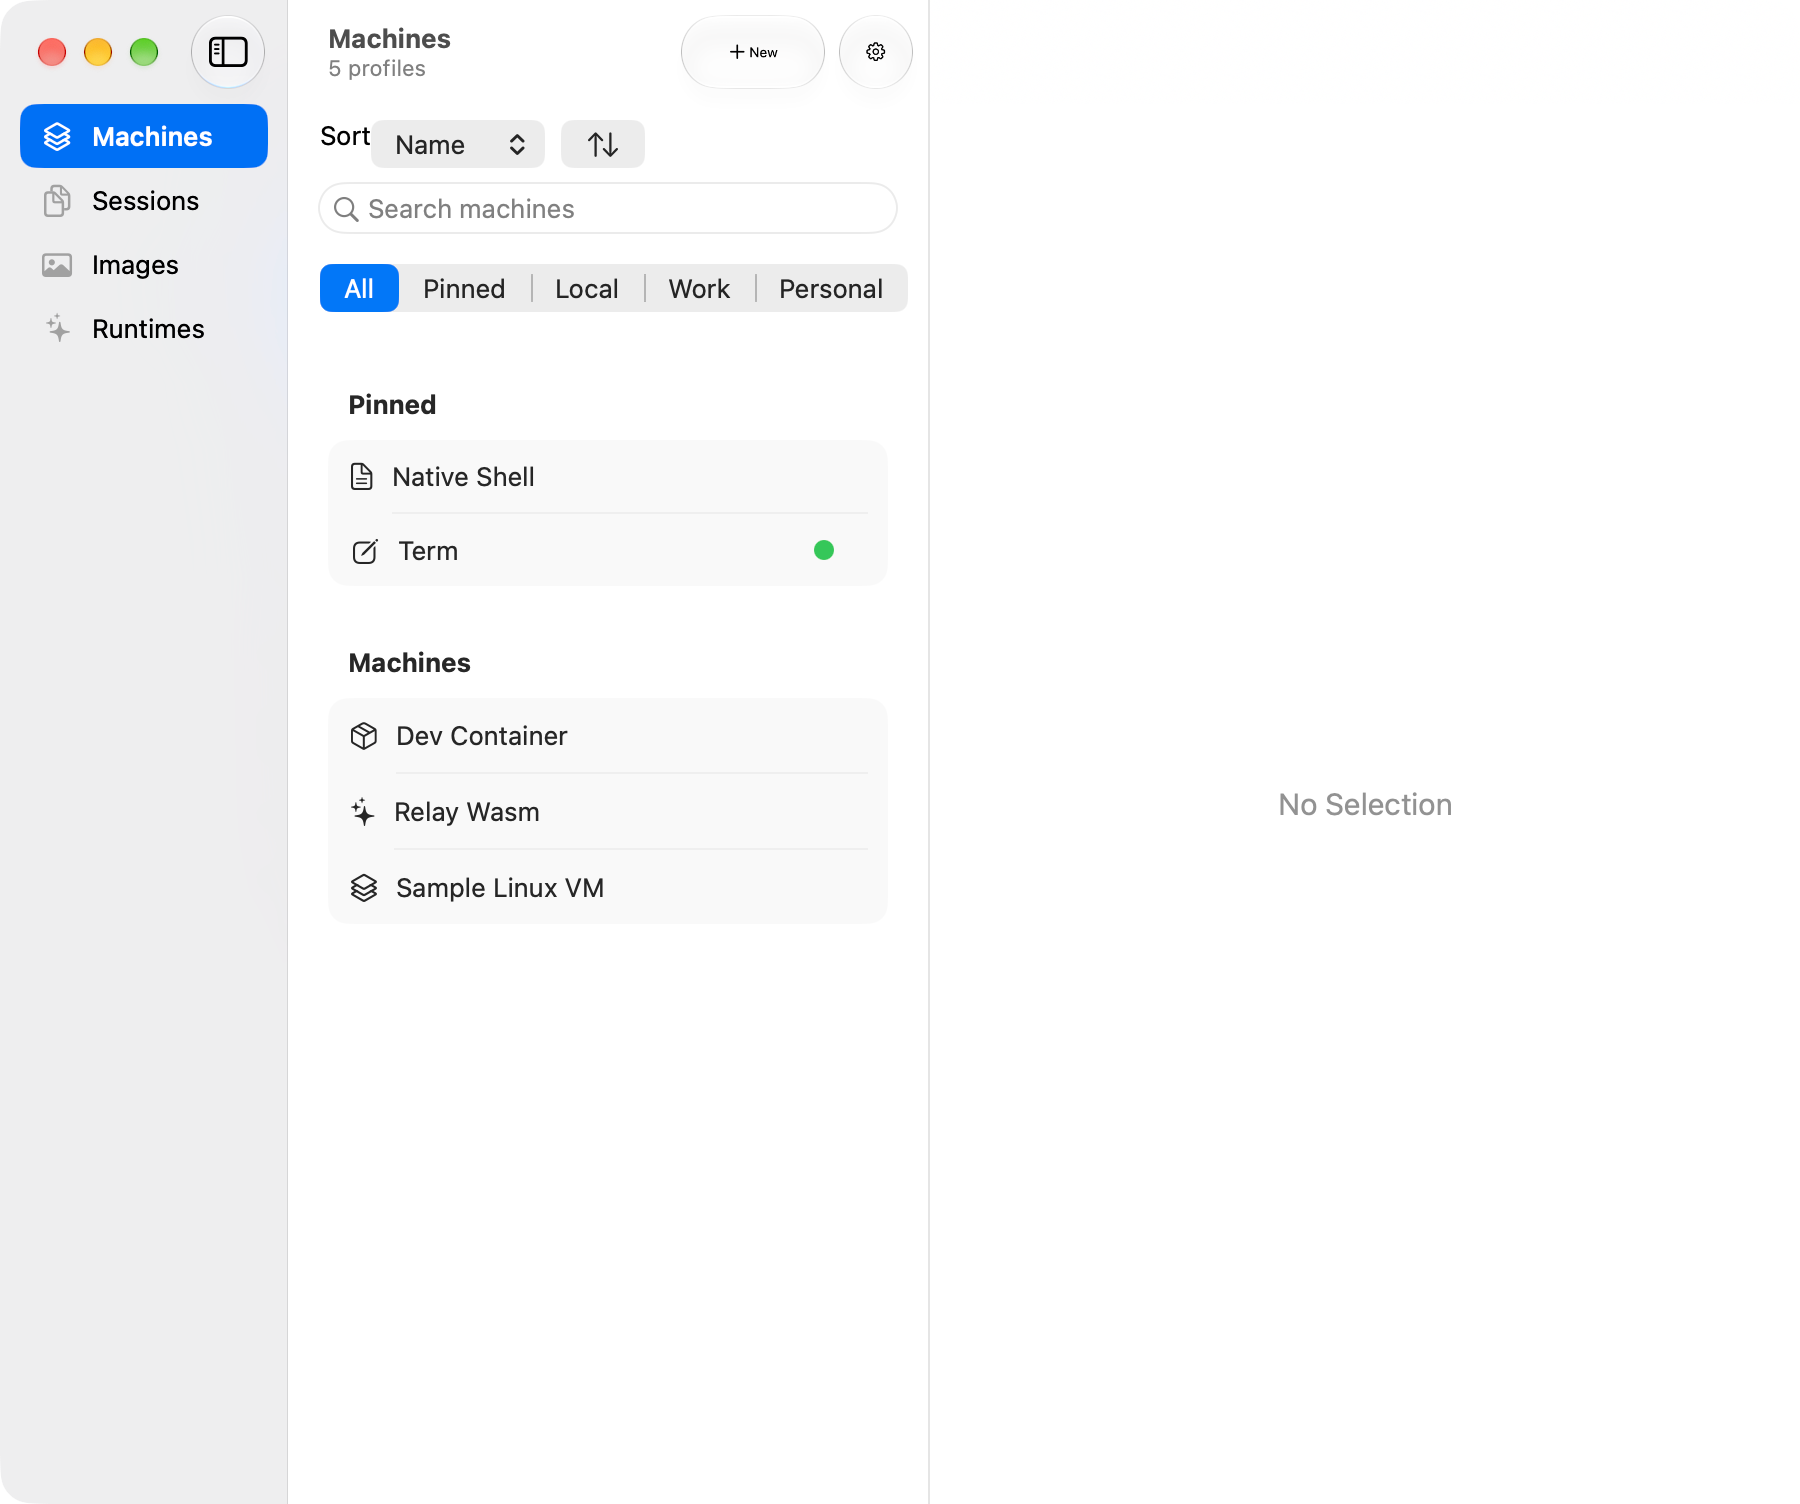 Machines
Sessions
Images
Runtimes
Machines
5 profiles
New
Sort Name
Search machines
All Pinned Local Work Personal
Pinned
Native Shell
Term
Machines
Dev Container
Relay Wasm
Sample Linux VM
No Selection